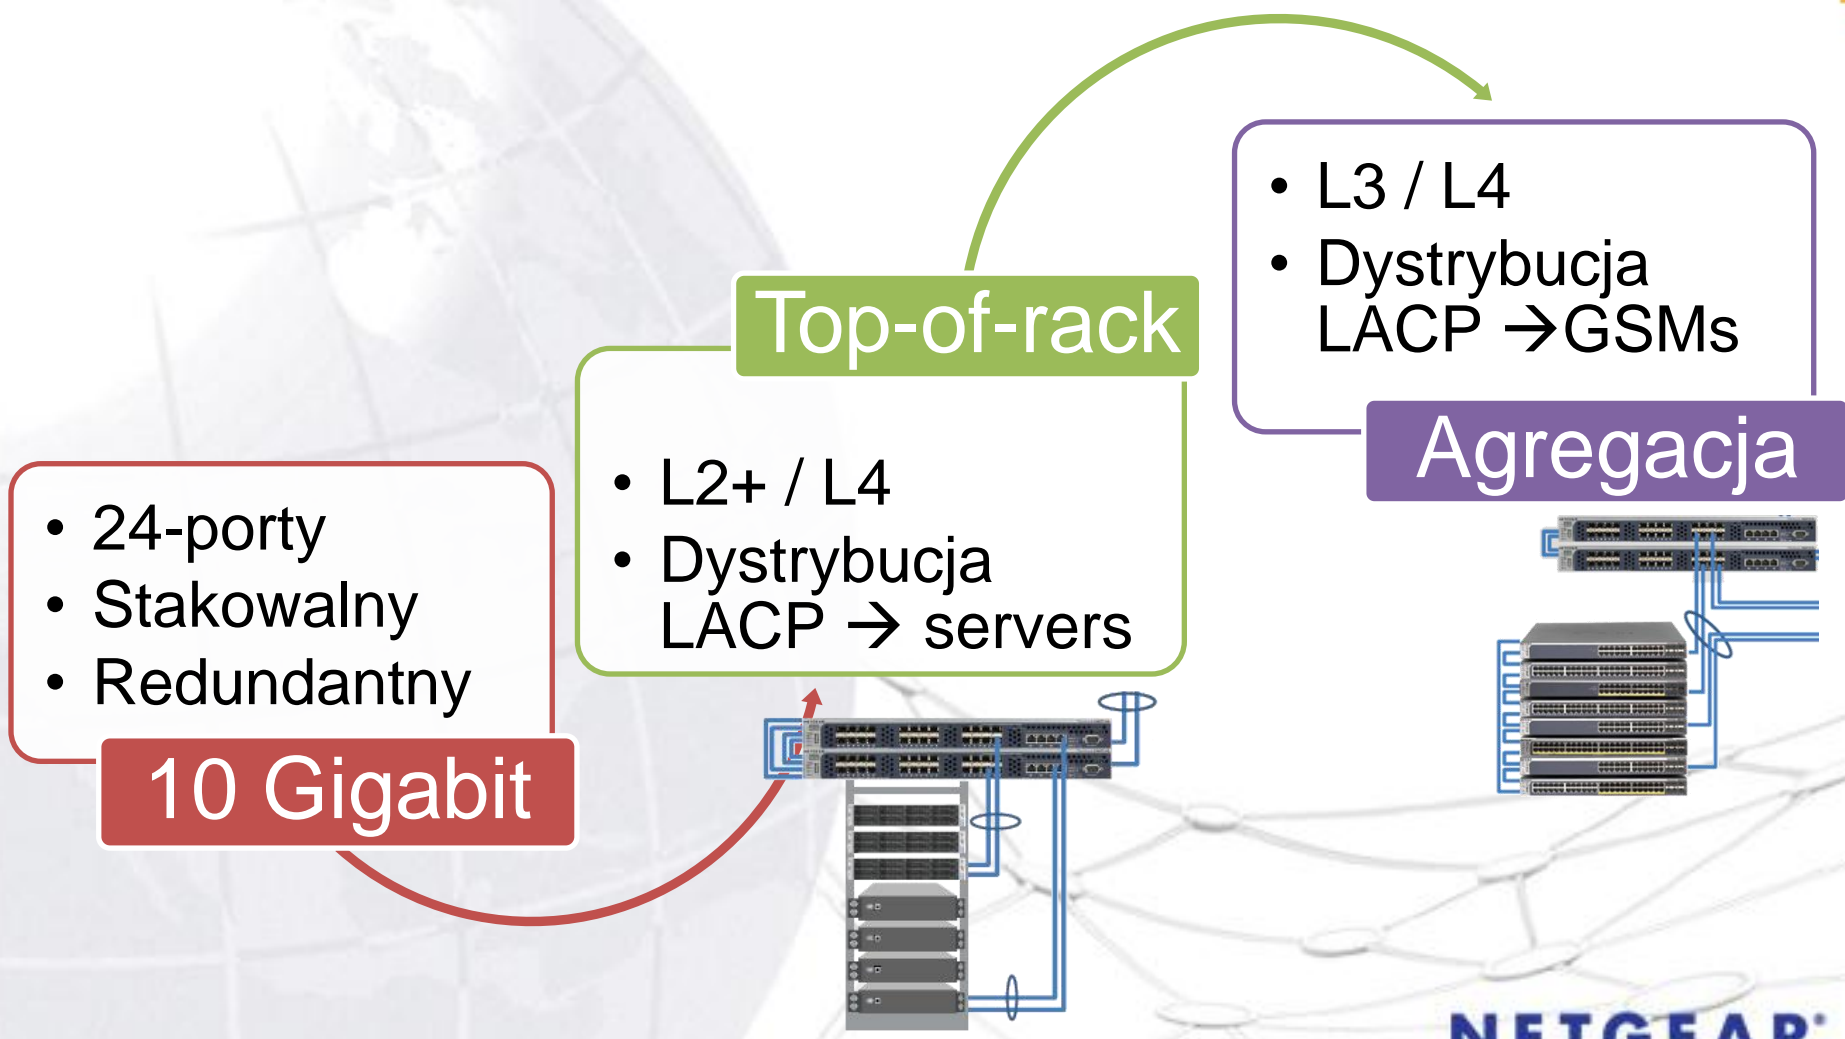 • 24-porty
• Stakowalny
• Redundantny
10 Gigabit
Top-of-rack
• L2+ / L4
• Dystrybucja
LACP → servers
• L3 / L4
• Dystrybucja
LACP →GSMs
Agregacja
NETGEAR